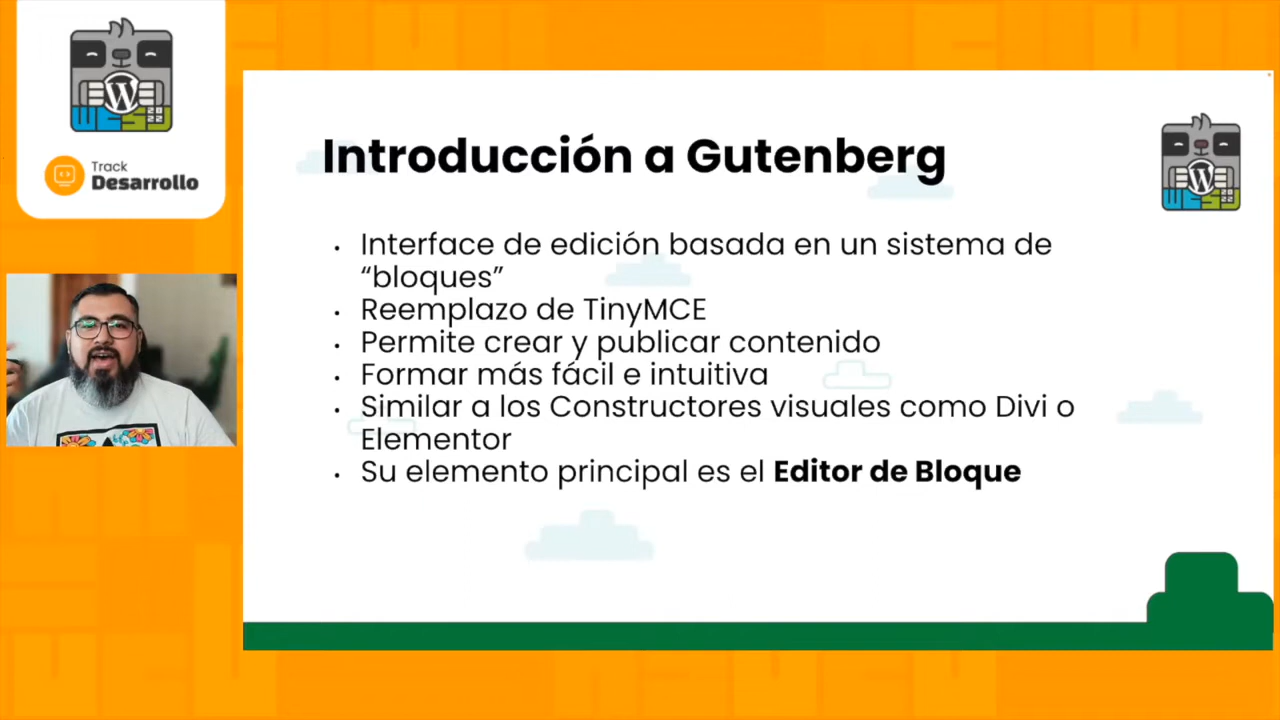 WESD
Track
Desarrollo
Introducción a Gutenberg
• Interface de edición basada en un sistema de
“bloques”
• Reemplazo de TinyMCE
• Permite crear y publicar contenido
• Formar más fácil e intuitiva
• Similar a los Constructores visuales como Divi o
Elementor
• Su elemento principal es el Editor de Bloque